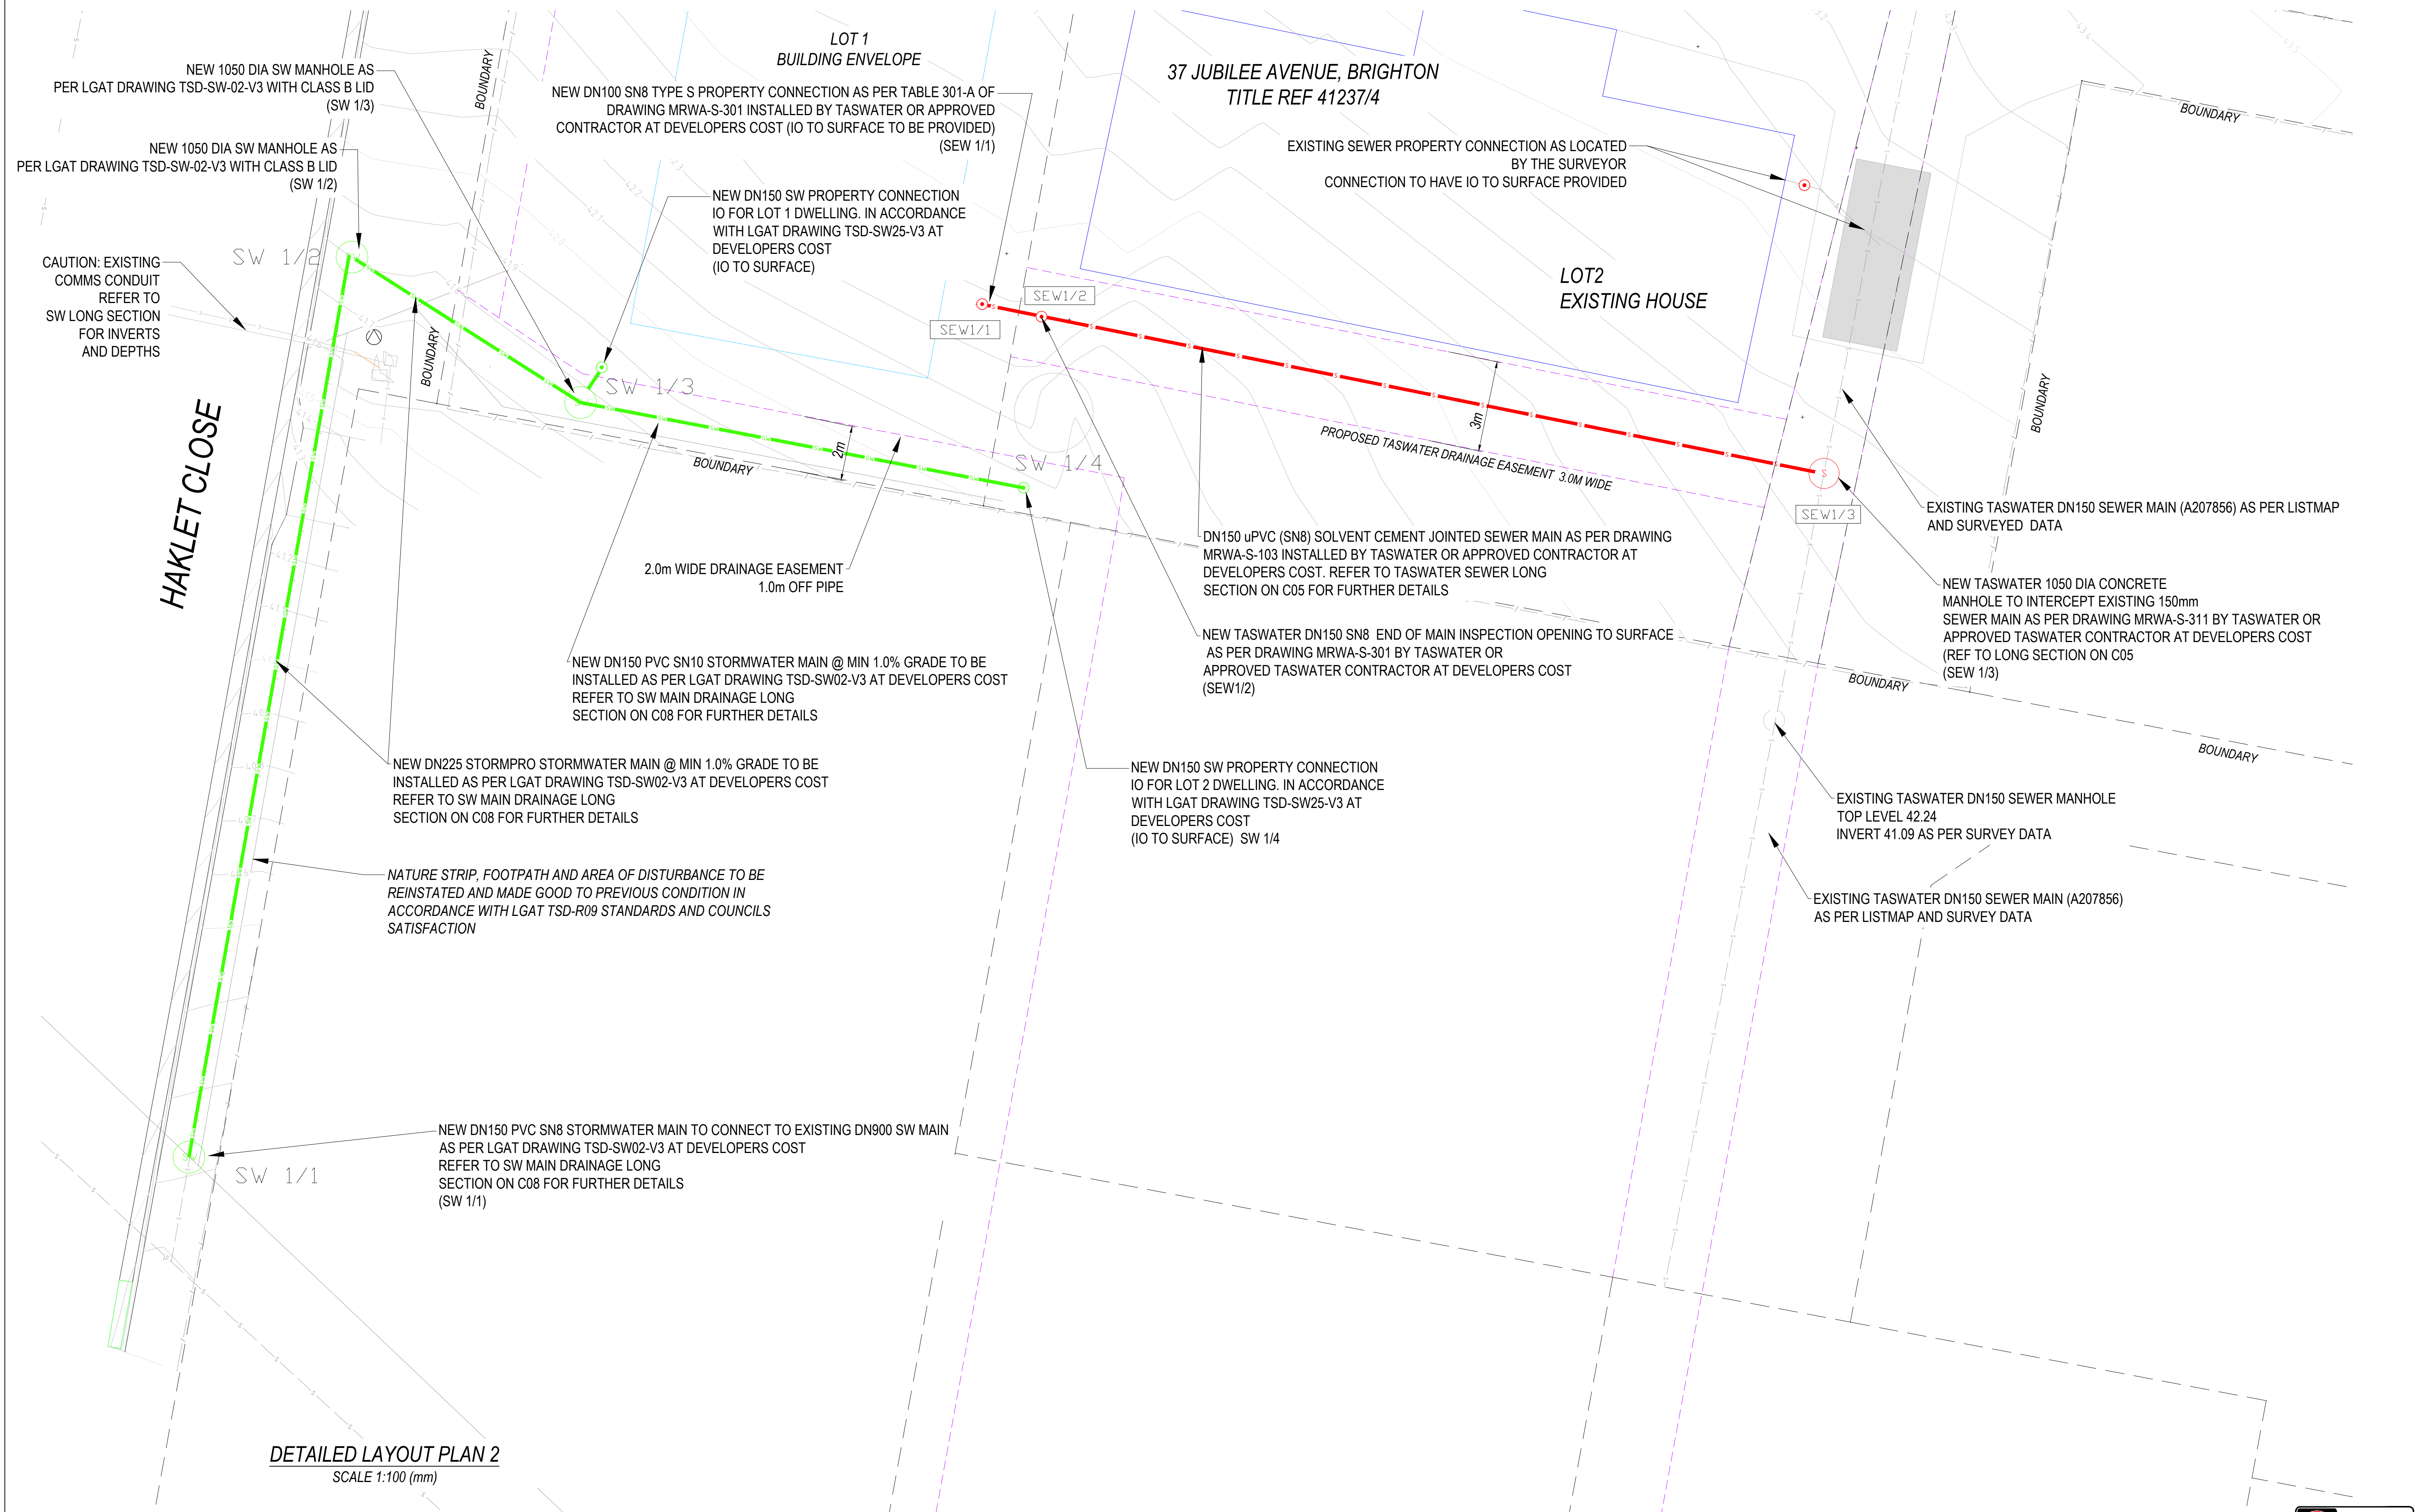 LOT 1
BUILDING ENVELOPE
37 JUBILEE AVENUE, BRIGHTON
TITLE REF 41237/4
NEW 1050 DIA SW MANHOLE AS
PER LGAT DRAWING TSD-SW-02-V3 WITH CLASS B LID
(SW 1/3)
NEW 1050 DIA SW MANHOLE AS
PER LGAT DRAWING TSD-SW-02-V3 WITH CLASS B LID
(SW 1/2)
BOUNDARY
NEW DN100 SN8 TYPE S PROPERTY CONNECTION AS PER TABLE 301-A OF
DRAWING MRWA-S-301 INSTALLED BY TASWATER OR APPROVED
CONTRACTOR AT DEVELOPERS COST (IO TO SURFACE TO BE PROVIDED)
(SEW 1/1)
EXISTING SEWER PROPERTY CONNECTION AS LOCATED
BY THE SURVEYOR
CONNECTION TO HAVE IO TO SURFACE PROVIDED
BOUNDARY
NEW DN150 SW PROPERTY CONNECTION
IO FOR LOT 1 DWELLING. IN ACCORDANCE
WITH LGAT DRAWING TSD-SW25-V3 AT
DEVELOPERS COST
(IO TO SURFACE)
SW 1/2
CAUTION: EXISTING
COMMS CONDUIT
REFER TO
SW LONG SECTION
FOR INVERTS
AND DEPTHS
LOT2
EXISTING HOUSE
SEW1/2
SEW1/1
BOUNDARY
SW 1/3
BOUNDARY
HAKLET CLOSE
2m
3m
PROPOSED TASWATER DRAINAGE EASEMENT 3.0M WIDE
BOUNDARY
SW 1/4
SEW1/3
EXISTING TASWATER DN150 SEWER MAIN (A207856) AS PER LISTMAP
AND SURVEYED DATA
2.0m WIDE DRAINAGE EASEMENT
1.0m OFF PIPE
DN150 uPVC (SN8) SOLVENT CEMENT JOINTED SEWER MAIN AS PER DRAWING
MRWA-S-103 INSTALLED BY TASWATER OR APPROVED CONTRACTOR AT
DEVELOPERS COST. REFER TO TASWATER SEWER LONG
SECTION ON C05 FOR FURTHER DETAILS
NEW TASWATER 1050 DIA CONCRETE
MANHOLE TO INTERCEPT EXISTING 150mm
SEWER MAIN AS PER DRAWING MRWA-S-311 BY TASWATER OR
APPROVED TASWATER CONTRACTOR AT DEVELOPERS COST
(REF TO LONG SECTION ON C05
(SEW 1/3)
NEW TASWATER DN150 SN8 END OF MAIN INSPECTION OPENING TO SURFACE
AS PER DRAWING MRWA-S-301 BY TASWATER OR
APPROVED TASWATER CONTRACTOR AT DEVELOPERS COST
(SEW1/2)
NEW DN150 PVC SN10 STORMWATER MAIN @ MIN 1.0% GRADE TO BE
INSTALLED AS PER LGAT DRAWING TSD-SW02-V3 AT DEVELOPERS COST
REFER TO SW MAIN DRAINAGE LONG
SECTION ON C08 FOR FURTHER DETAILS
BOUNDARY
BOUNDARY
NEW DN225 STORMPRO STORMWATER MAIN @ MIN 1.0% GRADE TO BE
INSTALLED AS PER LGAT DRAWING TSD-SW02-V3 AT DEVELOPERS COST
REFER TO SW MAIN DRAINAGE LONG
SECTION ON C08 FOR FURTHER DETAILS
NEW DN150 SW PROPERTY CONNECTION
IO FOR LOT 2 DWELLING. IN ACCORDANCE
WITH LGAT DRAWING TSD-SW25-V3 AT
DEVELOPERS COST
(IO TO SURFACE) SW 1/4
EXISTING TASWATER DN150 SEWER MANHOLE
TOP LEVEL 42.24
INVERT 41.09 AS PER SURVEY DATA
NATURE STRIP, FOOTPATH AND AREA OF DISTURBANCE TO BE
REINSTATED AND MADE GOOD TO PREVIOUS CONDITION IN
ACCORDANCE WITH LGAT TSD-R09 STANDARDS AND COUNCILS
SATISFACTION
EXISTING TASWATER DN150 SEWER MAIN (A207856)
AS PER LISTMAP AND SURVEY DATA
NEW DN150 PVC SN8 STORMWATER MAIN TO CONNECT TO EXISTING DN900 SW MAIN
AS PER LGAT DRAWING TSD-SW02-V3 AT DEVELOPERS COST
REFER TO SW MAIN DRAINAGE LONG
SECTION ON C08 FOR FURTHER DETAILS
(SW 1/1)
SW 1/1
DETAILED LAYOUT PLAN 2
SCALE 1:100 (mm)